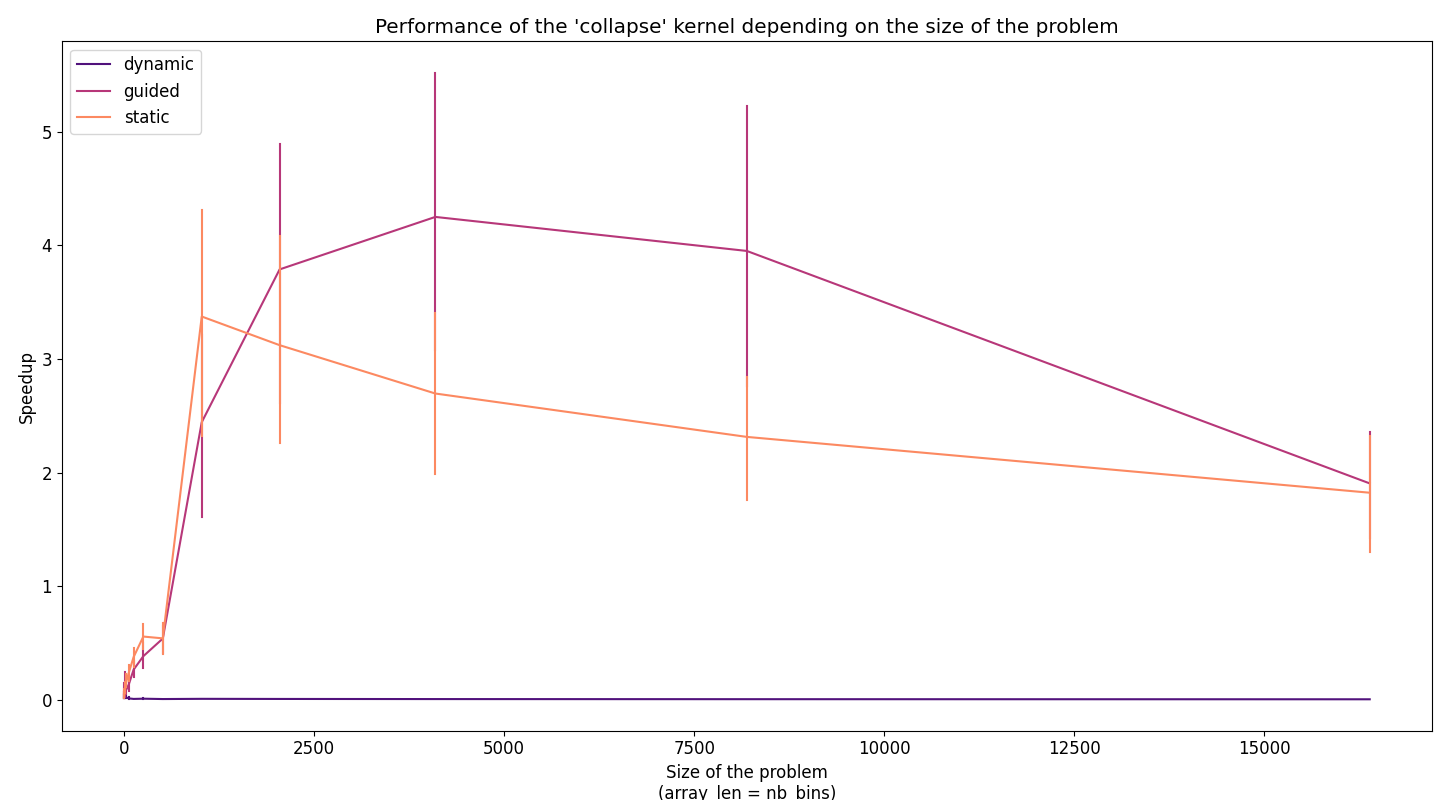 Performance of the 'collapse' kernel depending on the size of the problem
dynamic
guided
static
5
4
3
2
1
0
Speedup
0 2500 5000 7500 10000 12500 15000
Size of the problem
(array_len = nb_bins)